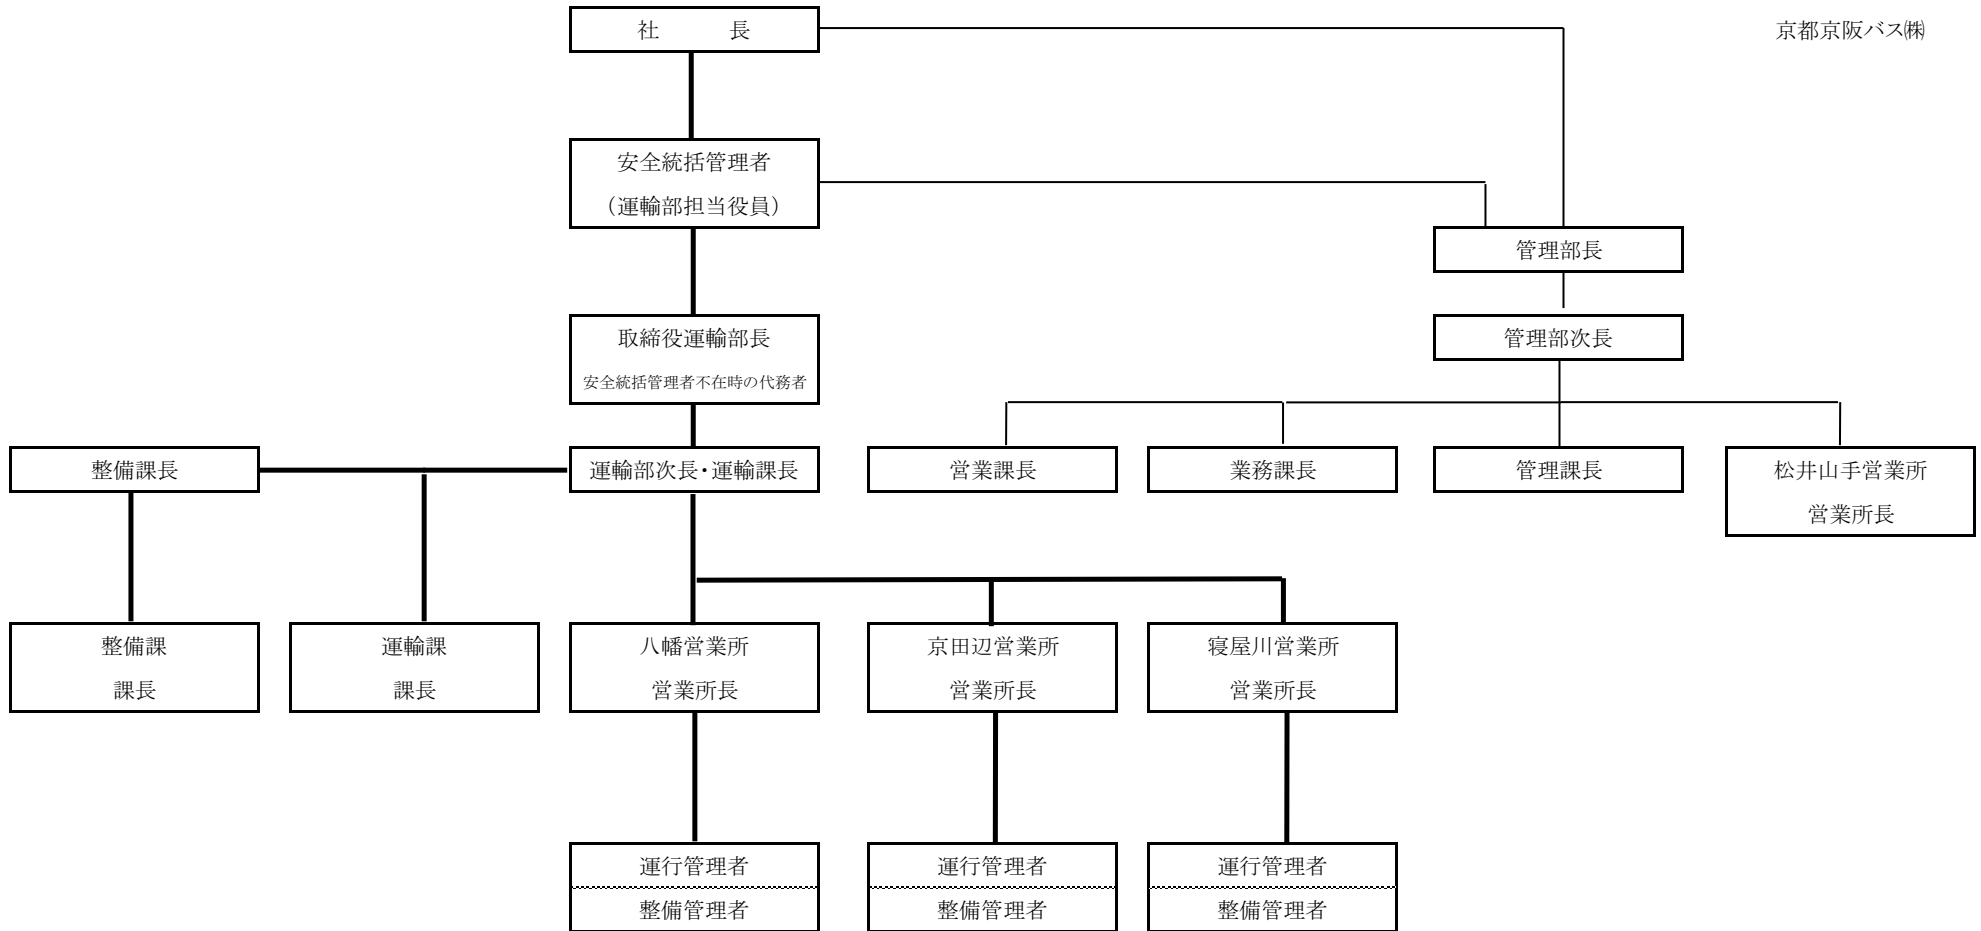 社　　　長
京都京阪バス㈱
安全統括管理者
（運輸部担当役員）
管理部長
取締役運輸部長
安全統括管理者不在時の代務者
管理部次長
整備課長
運輸部次長・運輸課長
営業課長
業務課長
管理課長
松井山手営業所
営業所長
整備課
課長
運輸課
課長
八幡営業所
営業所長
京田辺営業所
営業所長
寝屋川営業所
営業所長
運行管理者
整備管理者
運行管理者
整備管理者
運行管理者
整備管理者